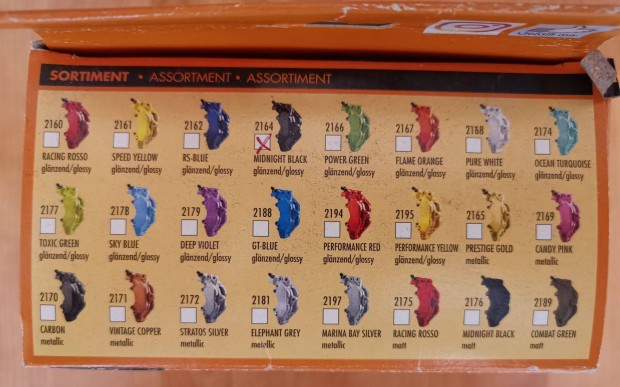 SORTIMENT • ASSORTMENT • ASSORTIMENT
2160
RACING ROSSO
glänzend/glossy
2161
SPEED YELLOW
glänzend/glossy
2162
RS-BLUE
glänzend/glossy
2164
MIDNIGHT BLACK
glänzend/glossy
2166
POWER GREEN
glänzend/glossy
2167
FLAME ORANGE
glänzend/glossy
2168
PURE WHITE
glänzend/glossy
2174
OCEAN TURQUOISE
glänzend/glossy
2177
TOXIC GREEN
glänzend/glossy
2178
SKY BLUE
glänzend/glossy
2179
DEEP VIOLET
glänzend/glossy
2188
GT-BLUE
glänzend/glossy
2194
PERFORMANCE RED
glänzend/glossy
2195
PERFORMANCE YELLOW
glänzend/glossy
2165
PRESTIGE GOLD
metallic
2169
CANDY PINK
metallic
2170
CARBON
metallic
2171
VINTAGE COPPER
metallic
2172
STRATOS SILVER
metallic
2181
ELEPHANT GREY
metallic
2197
MARINA BAY SILVER
metallic
2175
RACING ROSSO
matt
2176
MIDNIGHT BLACK
matt
2189
COMBAT GREEN
matt